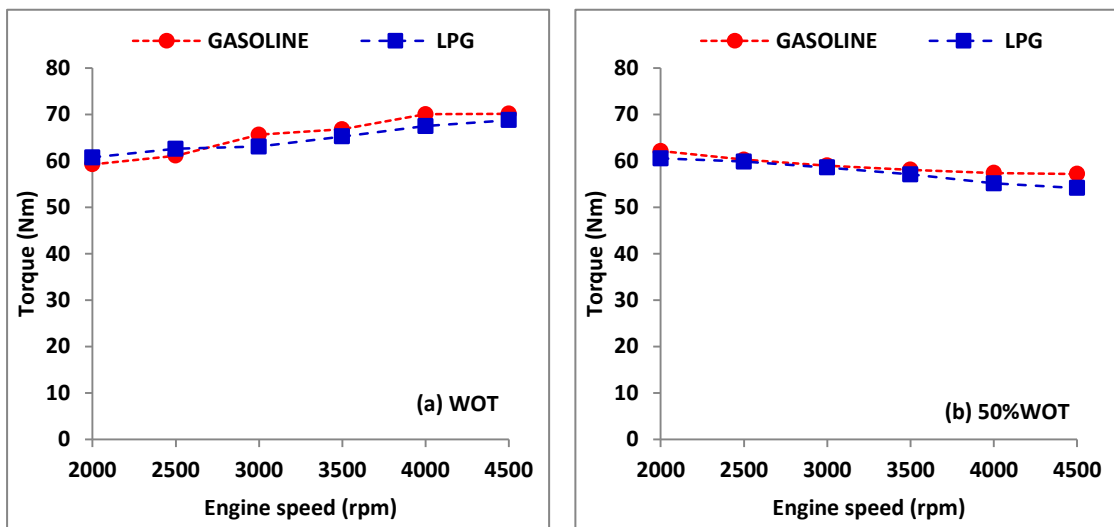 GASOLINE LPG
80
70
60
50
40
30
20
10
0
Torque (Nm)
(a) WOT
2000 2500 3000 3500 4000 4500
Engine speed (rpm)
GASOLINE LPG
80
70
60
50
40
30
20
10
0
Torque (Nm)
(b) 50%WOT
2000 2500 3000 3500 4000 4500
Engine speed (rpm)